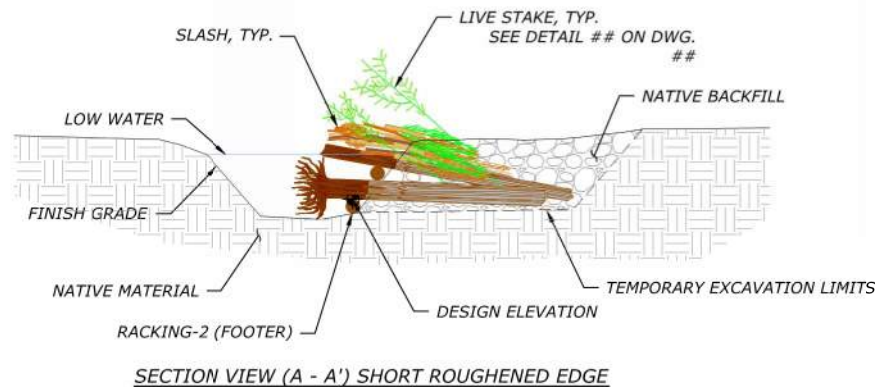 SLASH, TYP.
LIVE STAKE, TYP.
SEE DETAIL ## ON DWG.
##
NATIVE BACKFILL
LOW WATER
FINISH GRADE
NATIVE MATERIAL
RACKING-2 (FOOTER)
DESIGN ELEVATION
TEMPORARY EXCAVATION LIMITS
SECTION VIEW (A - A') SHORT ROUGHENED EDGE